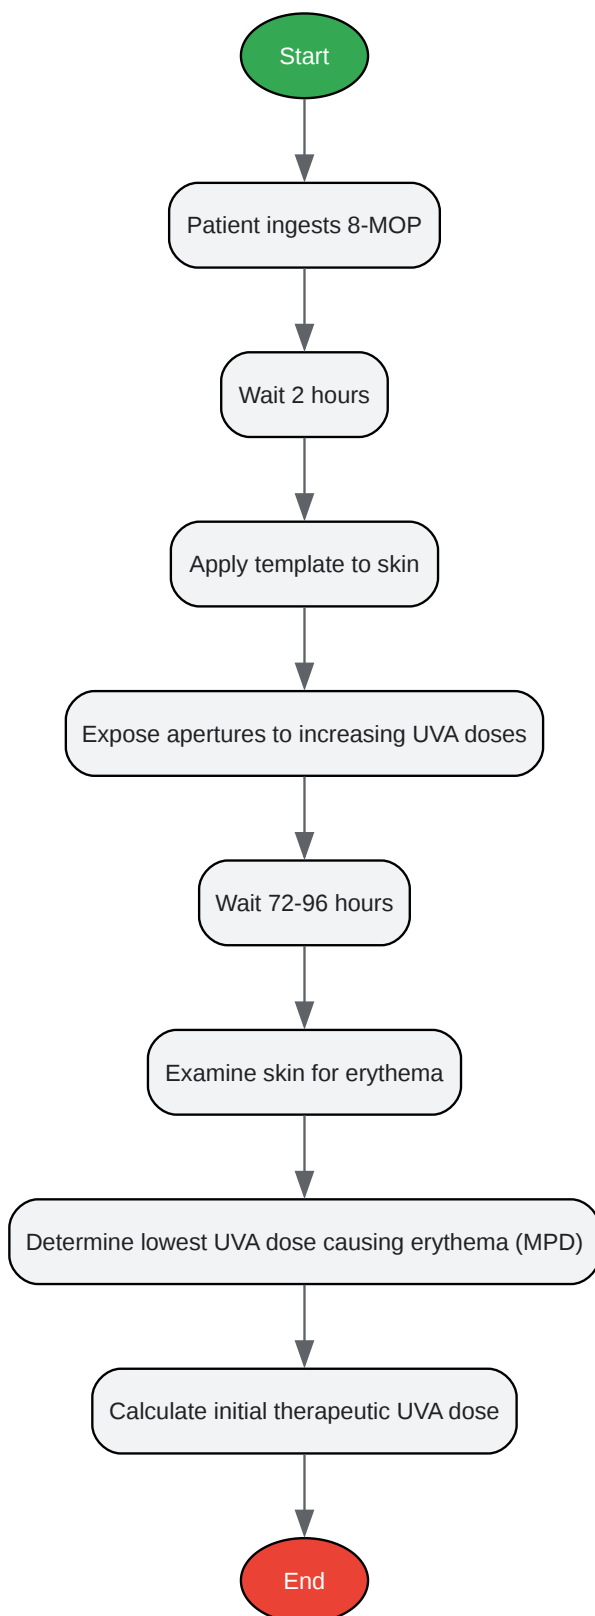 Start
Patient ingests 8-MOP
Wait 2 hours
Apply template to skin
Expose apertures to increasing UVA doses
Wait 72-96 hours
Examine skin for erythema
Determine lowest UVA dose causing erythema (MPD)
Calculate initial therapeutic UVA dose
End